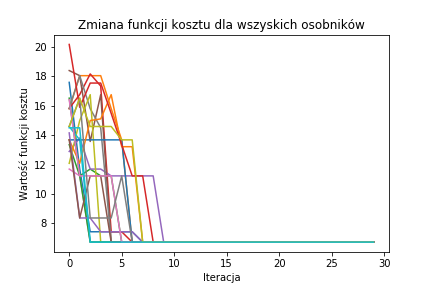 Zmiana funkcji kosztu dla wszyskich osobników
20
18
16
14
12
10
8
Wartość funkcji kosztu
0 5 10 15 20 25 30
Iteracja